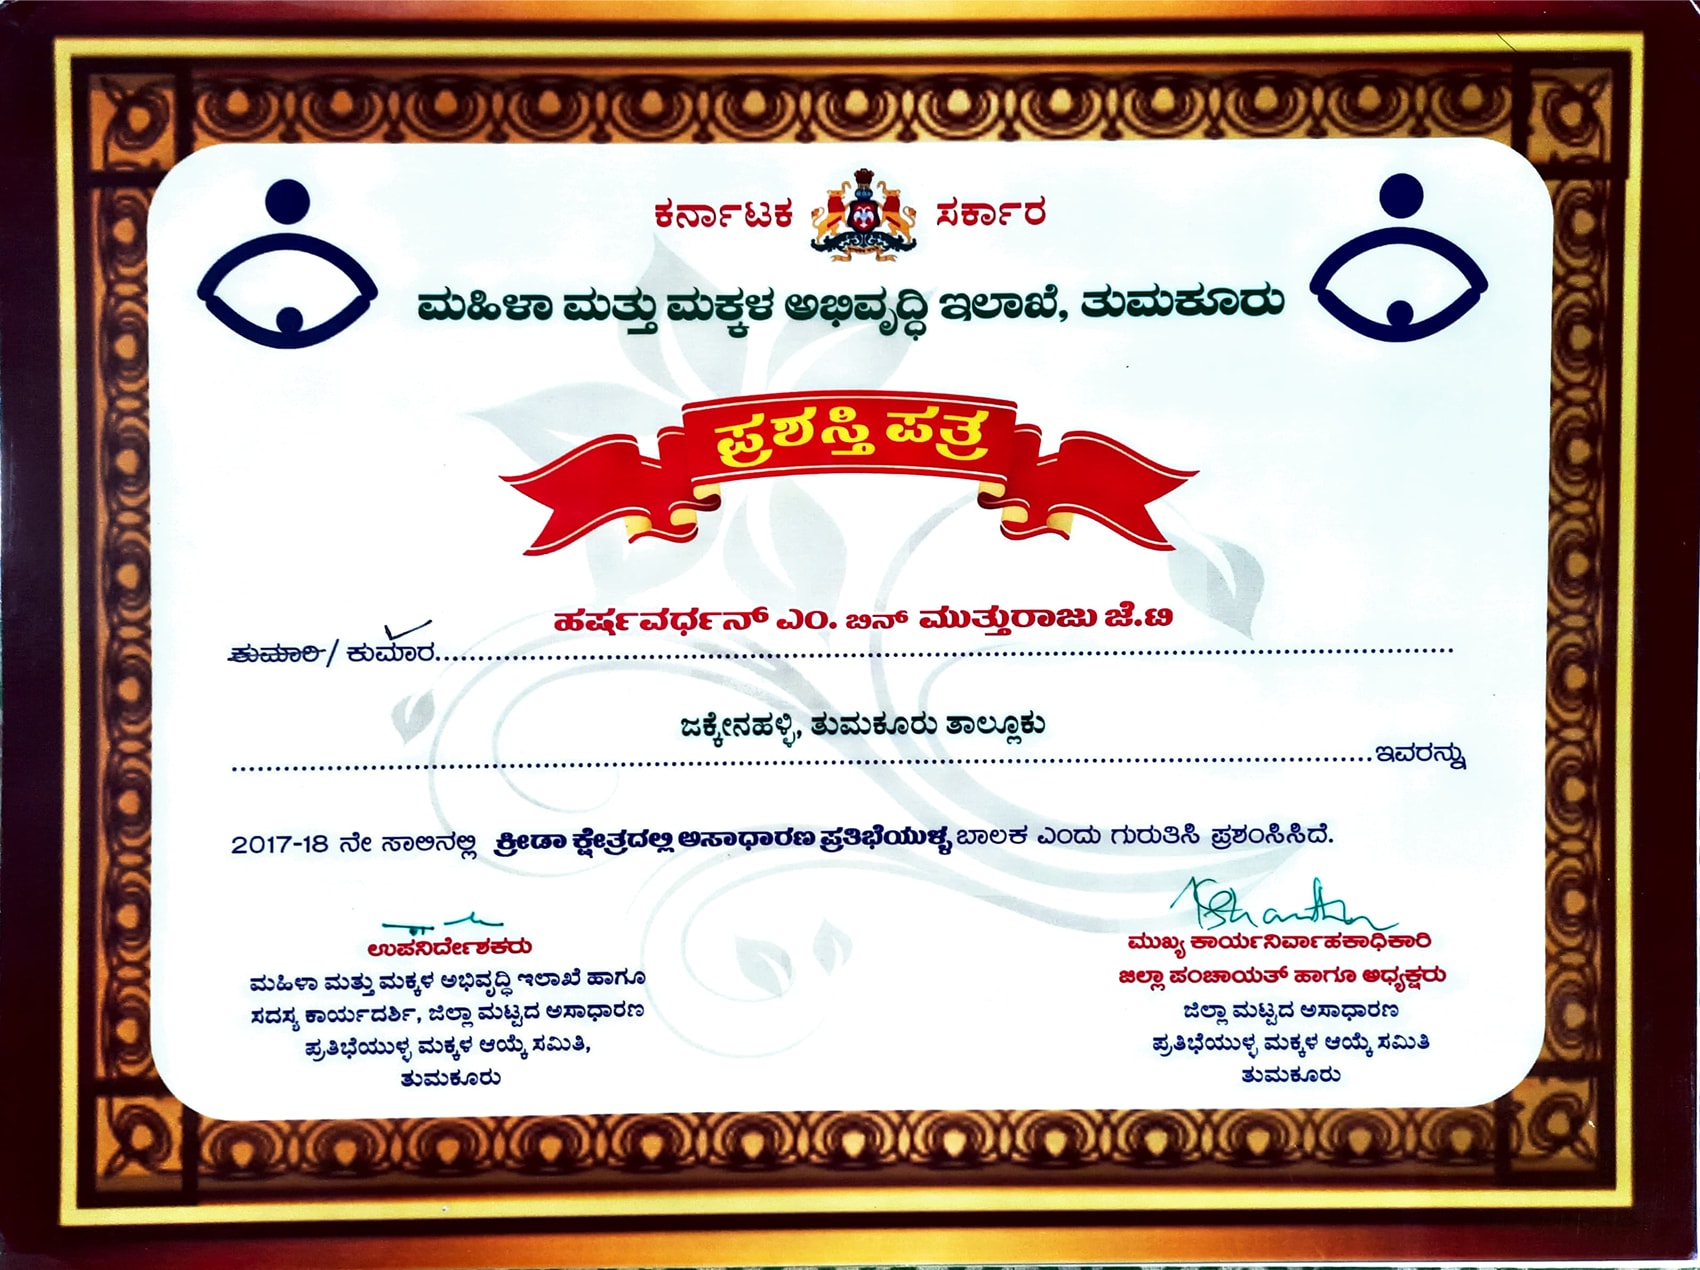 ಕರ್ನಾಟಕ ಸರ್ಕಾರ
ಮಹಿಳಾ ಮತ್ತು ಮಕ್ಕಳ ಅಭಿವೃದ್ಧಿ ಇಲಾಖೆ, ತುಮಕೂರು
ಪ್ರಶಸ್ತಿ ಪತ್ರ
ಹರ್ಷವರ್ಧನ್ ಎಂ. ಬಿನ್ ಮುತ್ತುರಾಜು ಜೆ.ಟಿ
ಕುಮಾರಿ / ಕುಮಾರ
ಜಕ್ಕೇನಹಳ್ಳಿ, ತುಮಕೂರು ತಾಲ್ಲೂಕು
ಇವರನ್ನು
2017-18 ನೇ ಸಾಲಿನಲ್ಲಿ ಕ್ರೀಡಾ ಕ್ಷೇತ್ರದಲ್ಲಿ ಅಸಾಧಾರಣ ಪ್ರತಿಭೆಯುಳ್ಳ ಬಾಲಕ ಎಂದು ಗುರುತಿಸಿ ಪ್ರಶಂಸಿಸಿದೆ.
ಉಪನಿರ್ದೇಶಕರು
ಮಹಿಳಾ ಮತ್ತು ಮಕ್ಕಳ ಅಭಿವೃದ್ಧಿ ಇಲಾಖೆ ಹಾಗೂ
ಸದಸ್ಯ ಕಾರ್ಯದರ್ಶಿ, ಜಿಲ್ಲಾ ಮಟ್ಟದ ಅಸಾಧಾರಣ
ಪ್ರತಿಭೆಯುಳ್ಳ ಮಕ್ಕಳ ಆಯ್ಕೆ ಸಮಿತಿ,
ತುಮಕೂರು
ಮುಖ್ಯ ಕಾರ್ಯನಿರ್ವಾಹಕಾಧಿಕಾರಿ
ಜಿಲ್ಲಾ ಪಂಚಾಯತ್ ಹಾಗೂ ಅಧ್ಯಕ್ಷರು
ಜಿಲ್ಲಾ ಮಟ್ಟದ ಅಸಾಧಾರಣ
ಪ್ರತಿಭೆಯುಳ್ಳ ಮಕ್ಕಳ ಆಯ್ಕೆ ಸಮಿತಿ
ತುಮಕೂರು